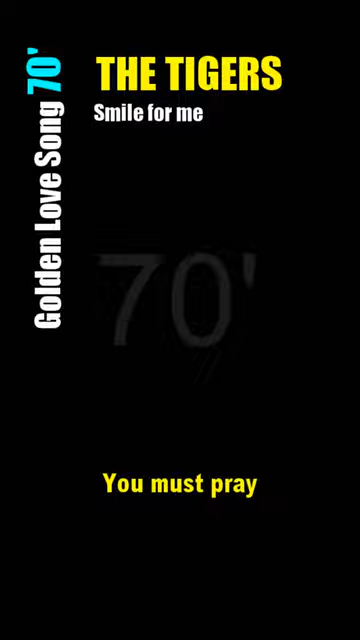 Golden Love Song 70'
THE TIGERS
Smile for me
70'
You must pray